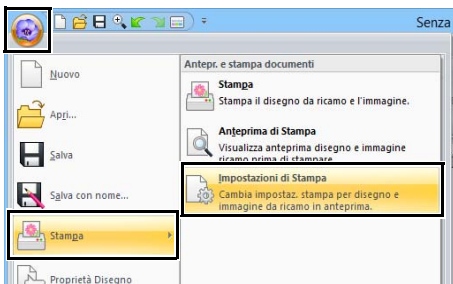 Senza
Nuovo
Apri...
Salva
Salva con nome...
Stampa
Proprietà Disegno
Antepr. e stampa documenti
Stampa
Stampa il disegno da ricamo e l'immagine.
Anteprima di Stampa
Visualizza anteprima disegno e immagine
ricamo prima di stampare
Impostazioni di Stampa
Cambia impostaz. stampa per disegno e
immagine da ricamo in anteprima.